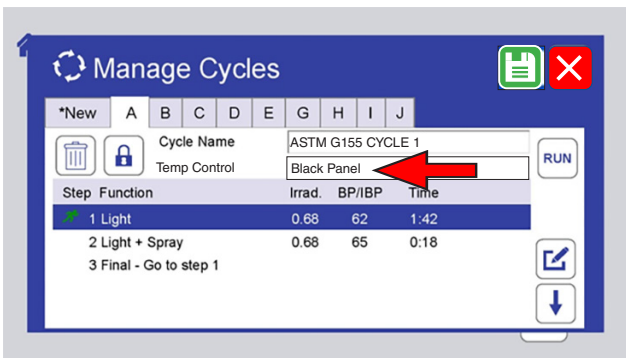 Manage Cycles
*New A B C D E G H I J
Cycle Name ASTM G155 CYCLE 1
RUN
Temp Control Black Panel
Step Function Irrad. BP/IBP Time
1 Light 0.68 62 1:42
2 Light + Spray 0.68 65 0:18
3 Final - Go to step 1